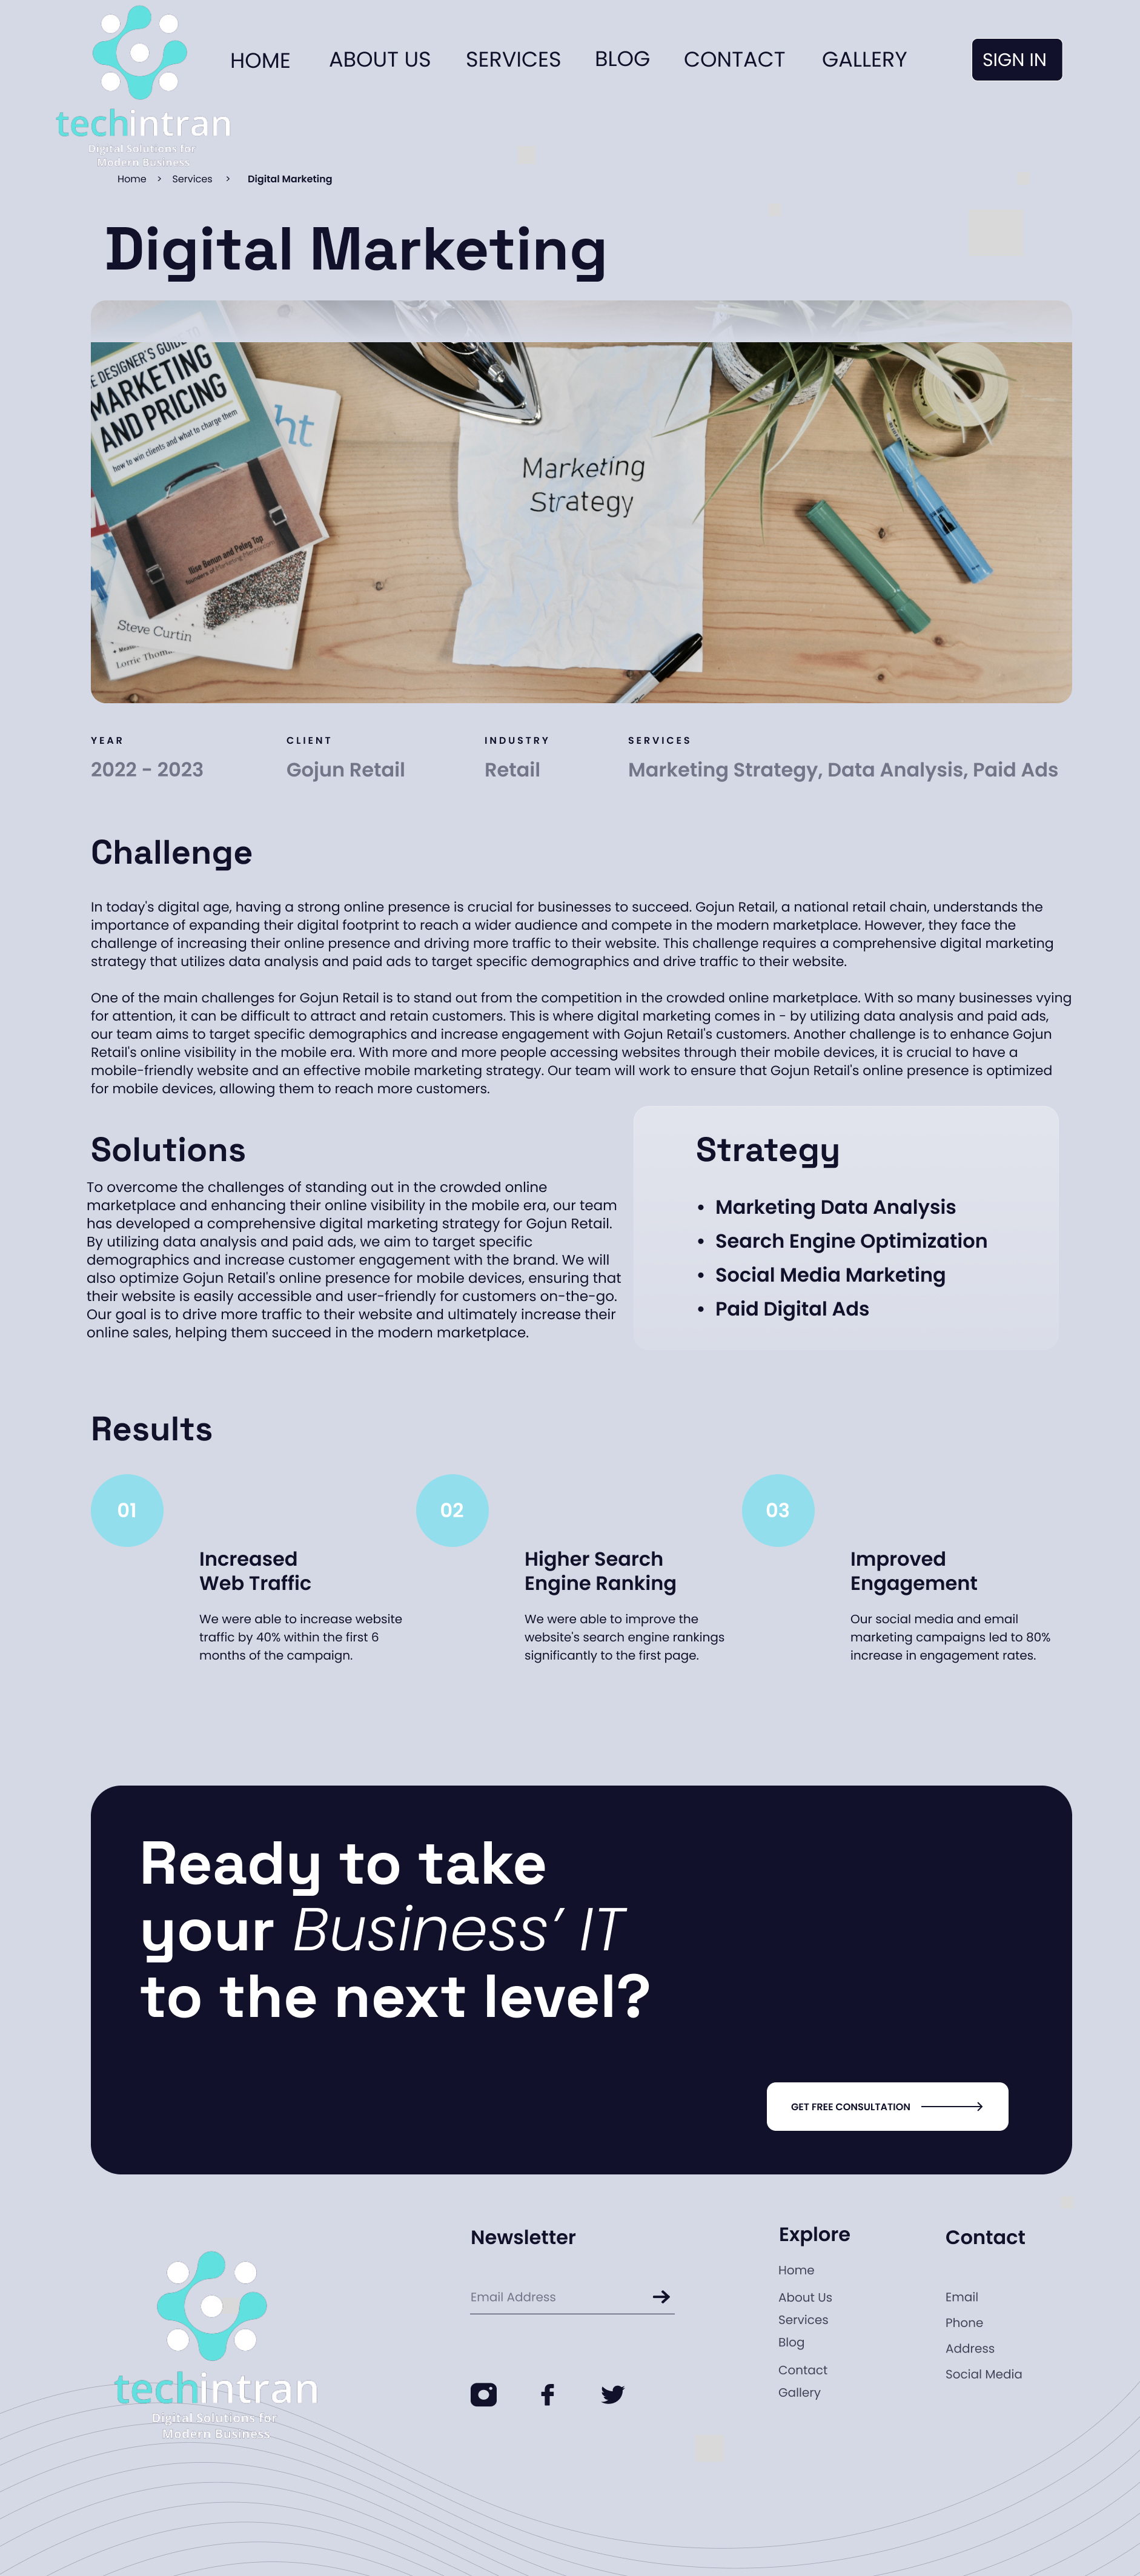 HOME ABOUT US SERVICES BLOG CONTACT GALLERY SIGN IN
techintran
Digital Solutions for
Modern Business
Home > Services > Digital Marketing
Digital Marketing
DESIGNER'S GUIDE TO
MARKETING
AND PRICING
how to win clients and what to charge them
Ilise Benun and Peleg Top
founders of Marketing Mentor
ht
Steve Curtin
Lorrie Thom
Marketing
Strategy
YEAR CLIENT INDUSTRY SERVICES
2022 - 2023 Gojun Retail Retail Marketing Strategy, Data Analysis, Paid Ads
Challenge
In today's digital age, having a strong online presence is crucial for businesses to succeed. Gojun Retail, a national retail chain, understands the
importance of expanding their digital footprint to reach a wider audience and compete in the modern marketplace. However, they face the
challenge of increasing their online presence and driving more traffic to their website. This challenge requires a comprehensive digital marketing
strategy that utilizes data analysis and paid ads to target specific demographics and drive traffic to their website.
One of the main challenges for Gojun Retail is to stand out from the competition in the crowded online marketplace. With so many businesses vying
for attention, it can be difficult to attract and retain customers. This is where digital marketing comes in - by utilizing data analysis and paid ads,
our team aims to target specific demographics and increase engagement with Gojun Retail's customers. Another challenge is to enhance Gojun
Retail's online visibility in the mobile era. With more and more people accessing websites through their mobile devices, it is crucial to have a
mobile-friendly website and an effective mobile marketing strategy. Our team will work to ensure that Gojun Retail's online presence is optimized
for mobile devices, allowing them to reach more customers.
Solutions
To overcome the challenges of standing out in the crowded online
marketplace and enhancing their online visibility in the mobile era, our team
has developed a comprehensive digital marketing strategy for Gojun Retail.
By utilizing data analysis and paid ads, we aim to target specific
demographics and increase customer engagement with the brand. We will
also optimize Gojun Retail's online presence for mobile devices, ensuring that
their website is easily accessible and user-friendly for customers on-the-go.
Our goal is to drive more traffic to their website and ultimately increase their
online sales, helping them succeed in the modern marketplace.
Strategy
• Marketing Data Analysis
• Search Engine Optimization
• Social Media Marketing
• Paid Digital Ads
Results
01
Increased
Web Traffic
We were able to increase website
traffic by 40% within the first 6
months of the campaign.
02
Higher Search
Engine Ranking
We were able to improve the
website's search engine rankings
significantly to the first page.
03
Improved
Engagement
Our social media and email
marketing campaigns led to 80%
increase in engagement rates.
Ready to take
your Business’ IT
to the next level?
GET FREE CONSULTATION
techintran
Digital Solutions for
Modern Business
Newsletter
Email Address
Explore
Home
About Us
Services
Blog
Contact
Gallery
Contact
Email
Phone
Address
Social Media